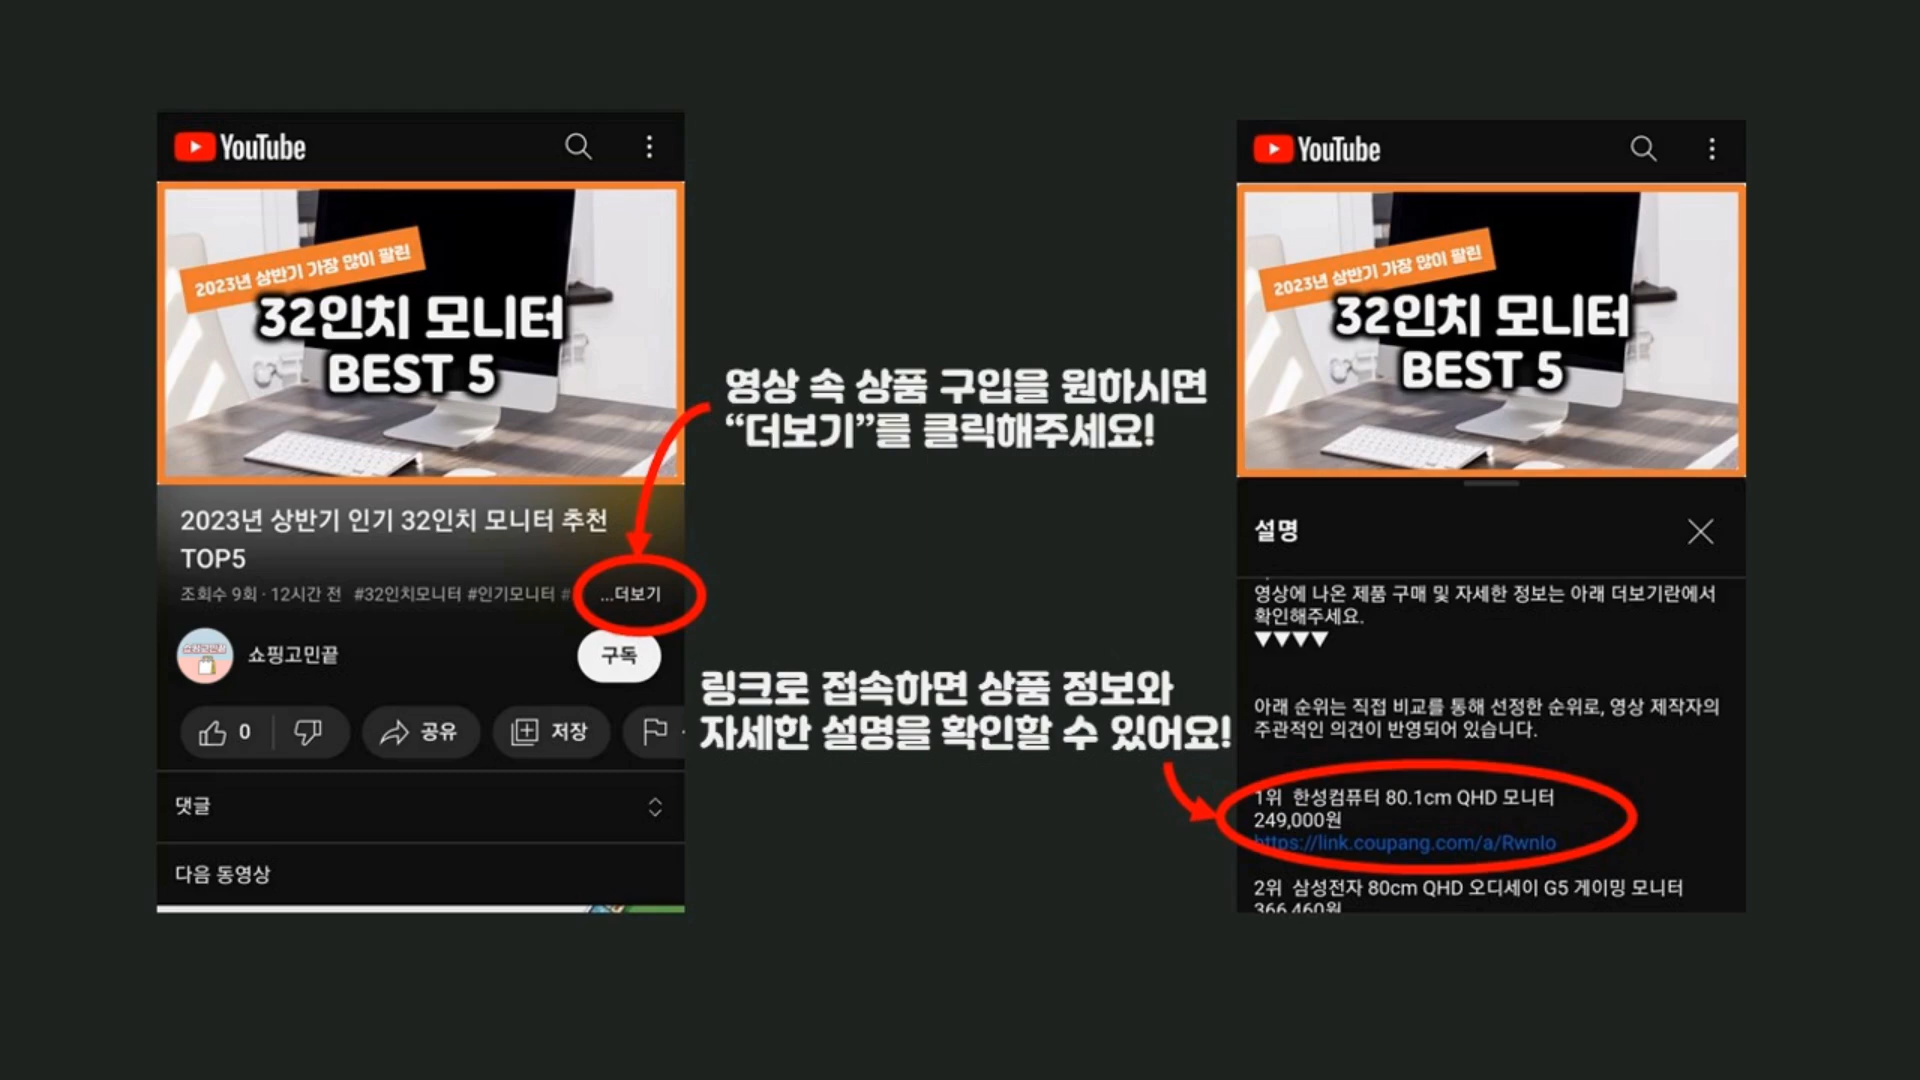 YouTube
2023년 상반기 가장 많이 팔린
32인치 모니터
BEST 5
2023년 상반기 인기 32인치 모니터 추천
TOP5
조회수 9회 · 12시간 전 #32인치모니터 #인기모니터 # ...더보기
쇼핑고민끝
쇼핑고민끝
구독
0
공유
저장
댓글
다음 동영상
영상 속 상품 구입을 원하시면
“더보기”를 클릭해주세요!
링크로 접속하면 상품 정보와
자세한 설명을 확인할 수 있어요!
YouTube
2023년 상반기 가장 많이 팔린
32인치 모니터
BEST 5
설명
영상에 나온 제품 구매 및 자세한 정보는 아래 더보기란에서
확인해주세요.
▼▼▼▼
아래 순위는 직접 비교를 통해 선정한 순위로, 영상 제작자의
주관적인 의견이 반영되어 있습니다.
1위 한성컴퓨터 80.1cm QHD 모니터
249,000원
https://link.coupang.com/a/RwnIo
2위 삼성전자 80cm QHD 오디세이 G5 게이밍 모니터
366,460원